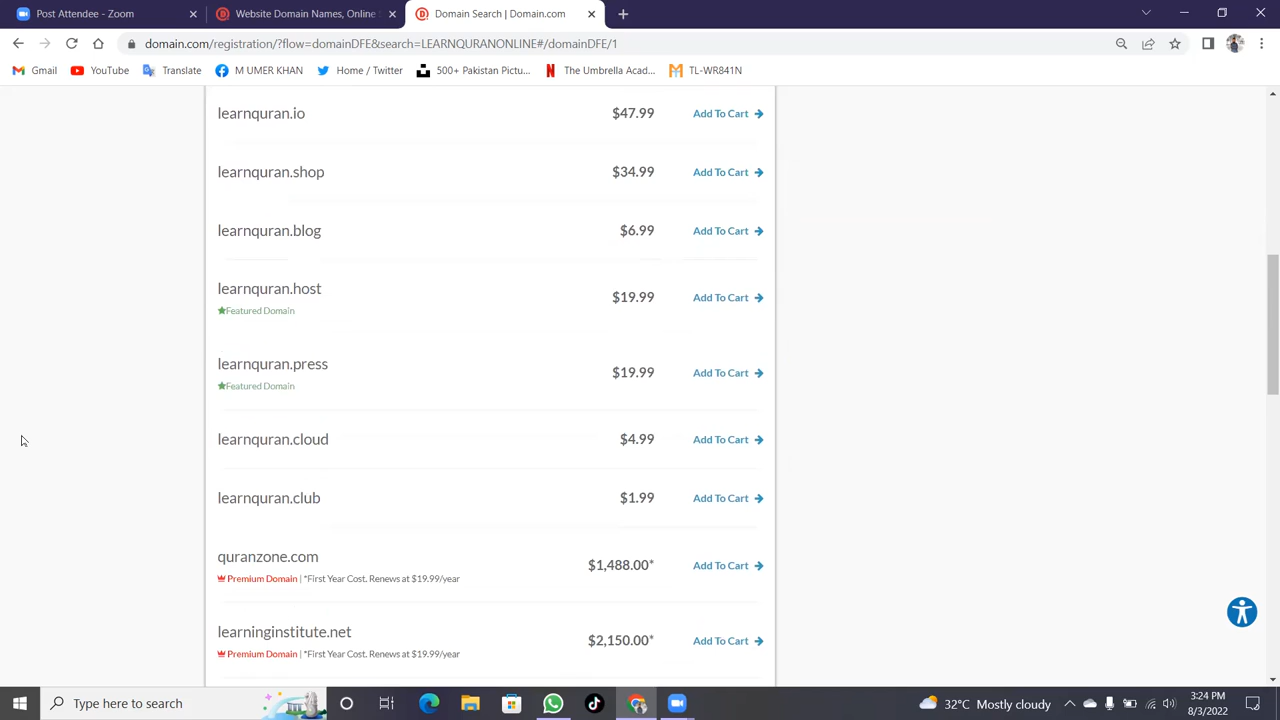 Post Attendee - Zoom
Website Domain Names, Online
Domain Search | Domain.com
domain.com/registration/?flow=domainDFE&search=LEARNQURANONLINE#/domainDFE/1
Gmail
YouTube
Translate
M UMER KHAN
Home / Twitter
500+ Pakistan Pictu...
The Umbrella Acad...
TL-WR841N
learnquran.io $47.99 Add To Cart
learnquran.shop $34.99 Add To Cart
learnquran.blog $6.99 Add To Cart
learnquran.host
Featured Domain
$19.99 Add To Cart
learnquran.press
Featured Domain
$19.99 Add To Cart
learnquran.cloud $4.99 Add To Cart
learnquran.club $1.99 Add To Cart
quranzone.com
Premium Domain | *First Year Cost. Renews at $19.99/year
$1,488.00* Add To Cart
learninginstitute.net
Premium Domain | *First Year Cost. Renews at $19.99/year
$2,150.00* Add To Cart
Type here to search
32°C Mostly cloudy
3:24 PM
8/3/2022